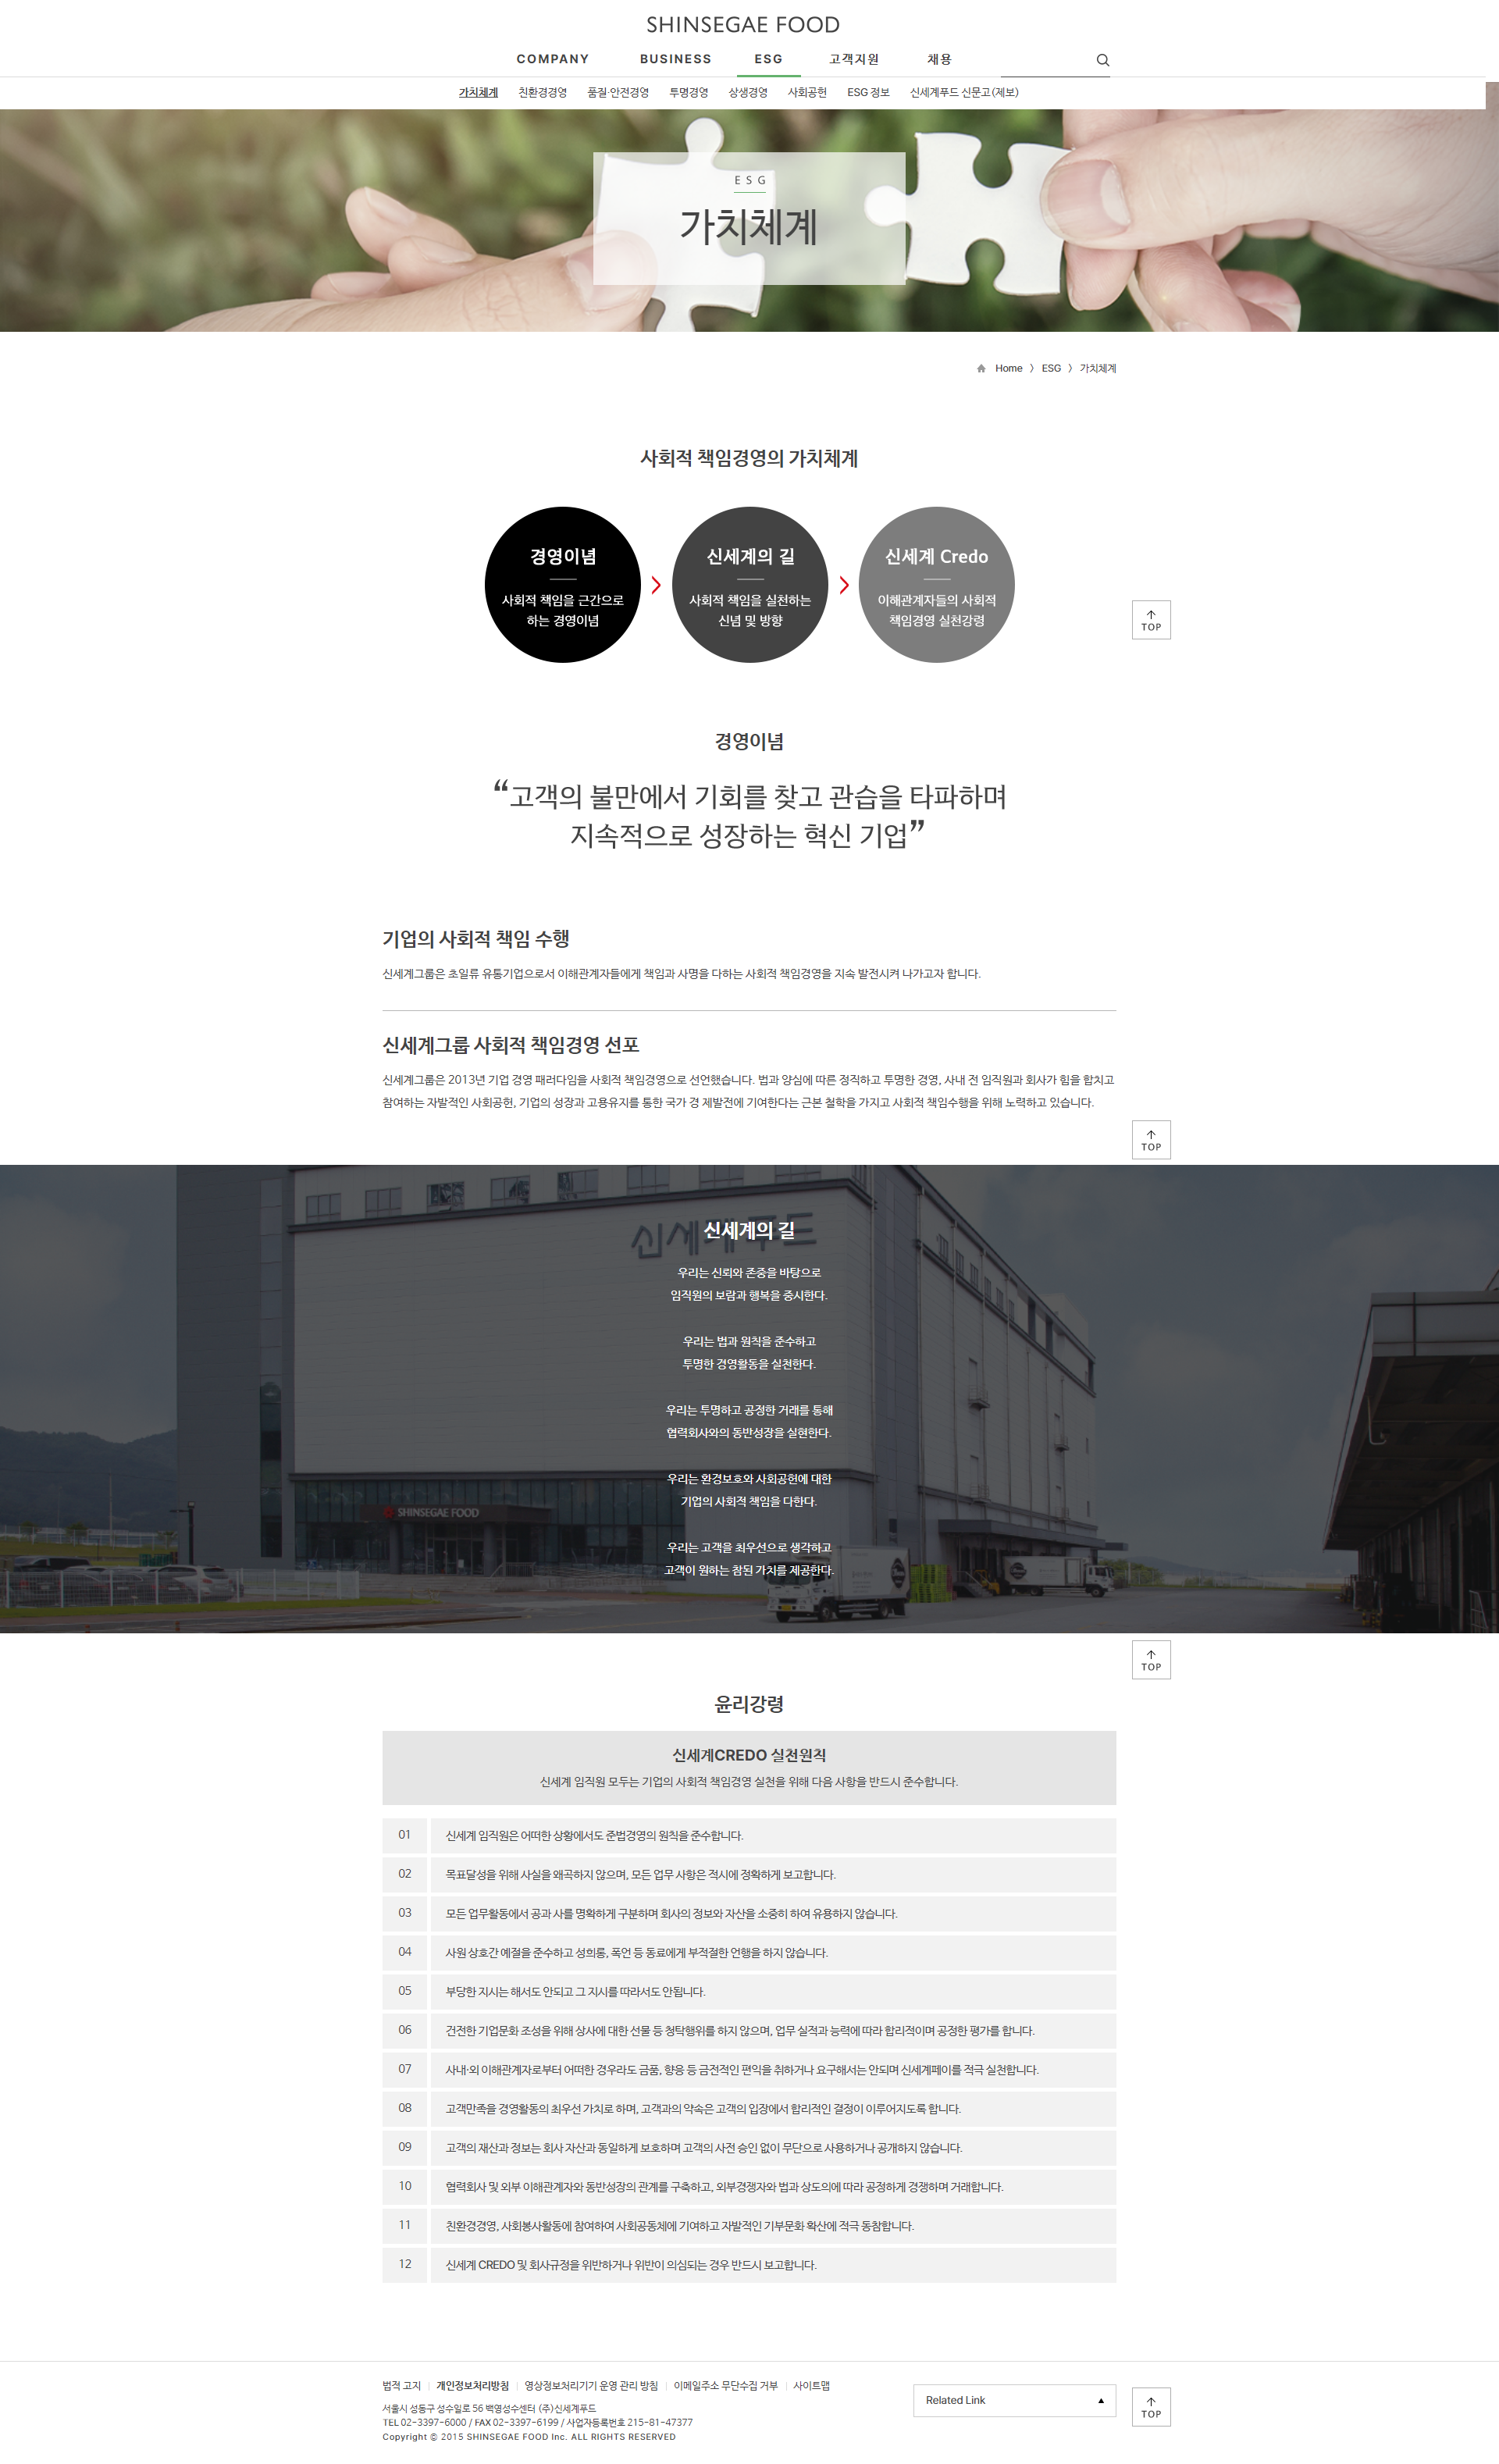 SHINSEGAE FOOD
COMPANY BUSINESS ESG 고객지원 채용
가치체계 친환경경영 품질·안전경영 투명경영 상생경영 사회공헌 ESG 정보 신세계푸드 신문고(제보)
ESG
가치체계
Home > ESG > 가치체계
사회적 책임경영의 가치체계
경영이념
사회적 책임을 근간으로
하는 경영이념
>
신세계의 길
사회적 책임을 실천하는
신념 및 방향
>
신세계 Credo
이해관계자들의 사회적
책임경영 실천강령
TOP
경영이념
“고객의 불만에서 기회를 찾고 관습을 타파하며
지속적으로 성장하는 혁신 기업”
기업의 사회적 책임 수행
신세계그룹은 초일류 유통기업으로서 이해관계자들에게 책임과 사명을 다하는 사회적 책임경영을 지속 발전시켜 나가고자 합니다.
신세계그룹 사회적 책임경영 선포
신세계그룹은 2013년 기업 경영 패러다임을 사회적 책임경영으로 선언했습니다. 법과 양심에 따른 정직하고 투명한 경영, 사내 전 임직원과 회사가 힘을 합치고
참여하는 자발적인 사회공헌, 기업의 성장과 고용유지를 통한 국가 경 제발전에 기여한다는 근본 철학을 가지고 사회적 책임수행을 위해 노력하고 있습니다.
TOP
신세계푸드
신세계의 길
우리는 신뢰와 존중을 바탕으로
임직원의 보람과 행복을 중시한다.
우리는 법과 원칙을 준수하고
투명한 경영활동을 실천한다.
우리는 투명하고 공정한 거래를 통해
협력회사와의 동반성장을 실현한다.
우리는 환경보호와 사회공헌에 대한
기업의 사회적 책임을 다한다.
SHINSEGAE FOOD
우리는 고객을 최우선으로 생각하고
고객이 원하는 참된 가치를 제공한다.
TOP
윤리강령
신세계CREDO 실천원칙
신세계 임직원 모두는 기업의 사회적 책임경영 실천을 위해 다음 사항을 반드시 준수합니다.
01 신세계 임직원은 어떠한 상황에서도 준법경영의 원칙을 준수합니다.
02 목표달성을 위해 사실을 왜곡하지 않으며, 모든 업무 사항은 적시에 정확하게 보고합니다.
03 모든 업무활동에서 공과 사를 명확하게 구분하며 회사의 정보와 자산을 소중히 하여 유용하지 않습니다.
04 사원 상호간 예절을 준수하고 성희롱, 폭언 등 동료에게 부적절한 언행을 하지 않습니다.
05 부당한 지시는 해서도 안되고 그 지시를 따라서도 안됩니다.
06 건전한 기업문화 조성을 위해 상사에 대한 선물 등 청탁행위를 하지 않으며, 업무 실적과 능력에 따라 합리적이며 공정한 평가를 합니다.
07 사내·외 이해관계자로부터 어떠한 경우라도 금품, 향응 등 금전적인 편익을 취하거나 요구해서는 안되며 신세계페이를 적극 실천합니다.
08 고객만족을 경영활동의 최우선 가치로 하며, 고객과의 약속은 고객의 입장에서 합리적인 결정이 이루어지도록 합니다.
09 고객의 재산과 정보는 회사 자산과 동일하게 보호하며 고객의 사전 승인 없이 무단으로 사용하거나 공개하지 않습니다.
10 협력회사 및 외부 이해관계자와 동반성장의 관계를 구축하고, 외부경쟁자와 법과 상도의에 따라 공정하게 경쟁하며 거래합니다.
11 친환경경영, 사회봉사활동에 참여하여 사회공동체에 기여하고 자발적인 기부문화 확산에 적극 동참합니다.
12 신세계 CREDO 및 회사규정을 위반하거나 위반이 의심되는 경우 반드시 보고합니다.
법적 고지 개인정보처리방침 영상정보처리기기 운영 관리 방침 이메일주소 무단수집 거부 사이트맵
서울시 성동구 성수일로 56 백영성수센터 (주)신세계푸드
TEL 02-3397-6000 / FAX 02-3397-6199 / 사업자등록번호 215-81-47377
Copyright © 2015 SHINSEGAE FOOD Inc. ALL RIGHTS RESERVED
Related Link
TOP